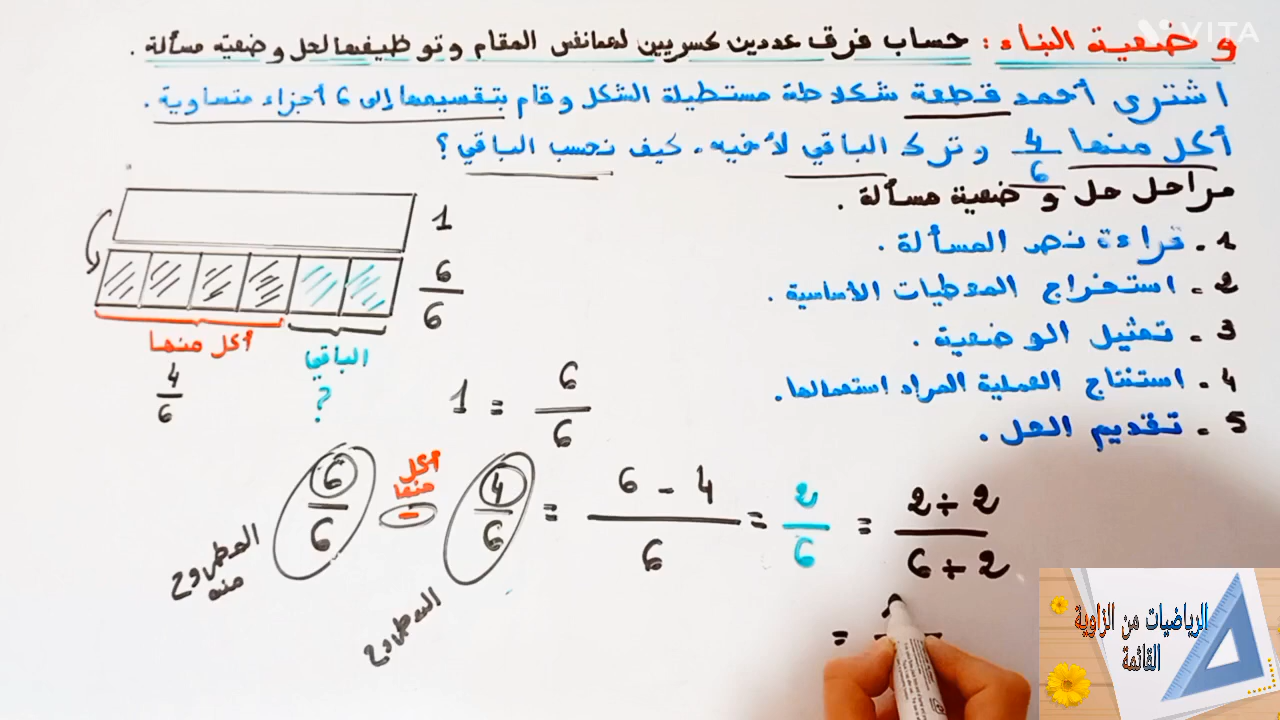 VITA
وضعية البناء: حساب فرق عددين كسريين لهما نفس المقام وتوظيفهما لحل وضعية مسألة.
اشترى أحمد قطعة شكلاطة مستطيلة الشكل وقام بتقسيمها إلى 6 أجزاء متساوية.
أكل منها 4/6 وترك الباقي لأخيه. كيف نحسب الباقي؟
مراحل حل وضعية مسألة.
1. قراءة نص المسألة.
2. استخراج المعطيات الأساسية.
3. تمثيل الوضعية.
4. استنتاج العملية المراد استعمالها.
5. تقديم الحل.
1
6/6
أكل منها
4/6
الباقي
?
1 = 6/6
أكل منها
6/6 - 4/6 = (6 - 4)/6 = 2/6 = (2 ÷ 2)/(6 ÷ 2)
=
المطروح منه
المطروح
الرياضيات من الزاوية
القائمة